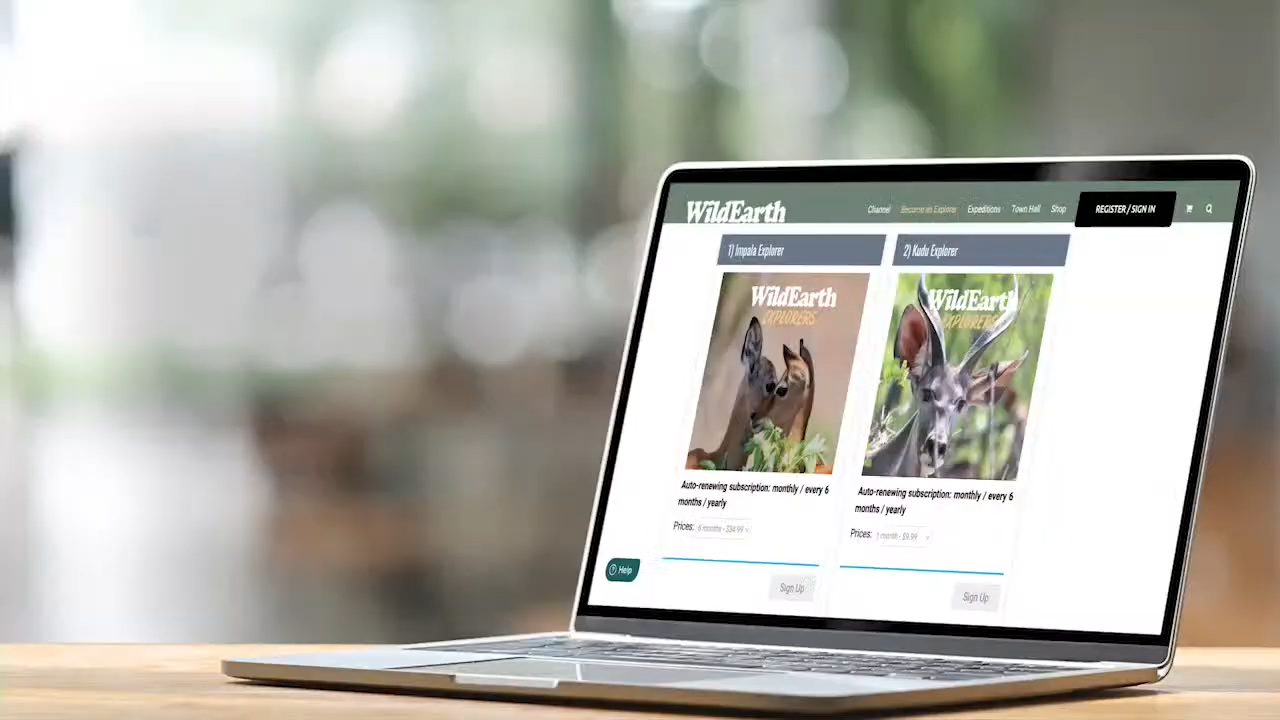 WildEarth
Channel Become an Explorer Expeditions Town Hall Shop REGISTER / SIGN IN
1) Impala Explorer
WildEarth
EXPLORERS
Auto-renewing subscription: monthly / every 6
months / yearly
Prices: 6 months - $34.99
Sign Up
2) Kudu Explorer
WildEarth
EXPLORERS
Auto-renewing subscription: monthly / every 6
months / yearly
Prices: 1 month - $9.99
Sign Up
Help